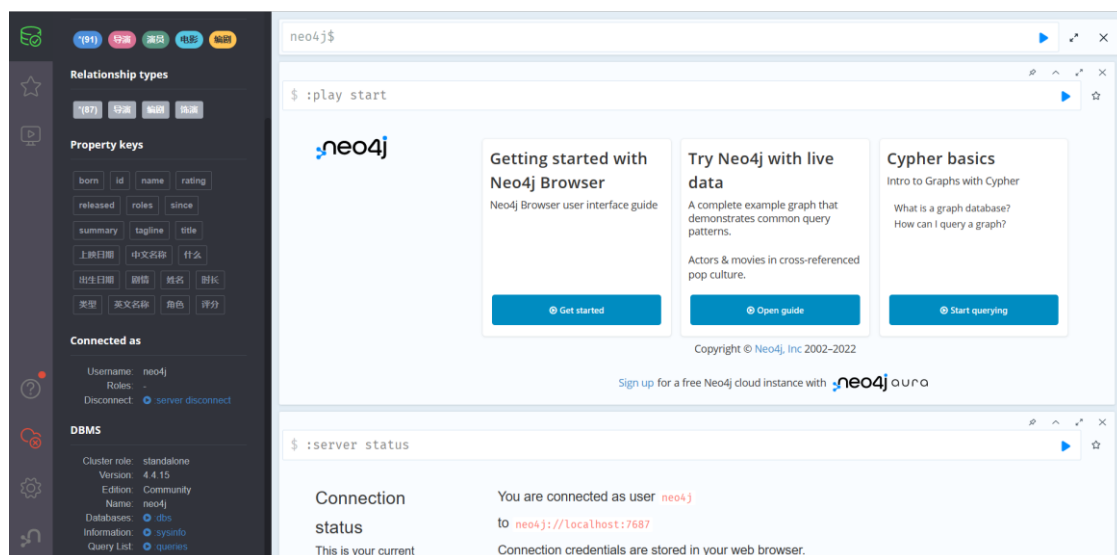 *(91) 导演 演员 电影 编剧
Relationship types
*(87) 导演 编剧 饰演
Property keys
born id name rating
released roles since
summary tagline title
上映日期 中文名称 什么
出生日期 剧情 姓名 时长
类型 英文名称 角色 评分
Connected as
Username: neo4j
Roles: -
Disconnect: server disconnect
DBMS
Cluster role: standalone
Version: 4.4.15
Edition: Community
Name: neo4j
Databases: dbs
Information: sysinfo
Query List: queries
neo4j$
$ :play start
neo4j
Getting started with
Neo4j Browser
Neo4j Browser user interface guide
Get started
Try Neo4j with live
data
A complete example graph that
demonstrates common query
patterns.
Actors & movies in cross-referenced
pop culture.
Open guide
Cypher basics
Intro to Graphs with Cypher
What is a graph database?
How can I query a graph?
Start querying
Copyright © Neo4j, Inc 2002–2022
Sign up for a free Neo4j cloud instance with neo4j aura
$ :server status
Connection
status
This is your current
You are connected as user neo4j
to neo4j://localhost:7687
Connection credentials are stored in your web browser.